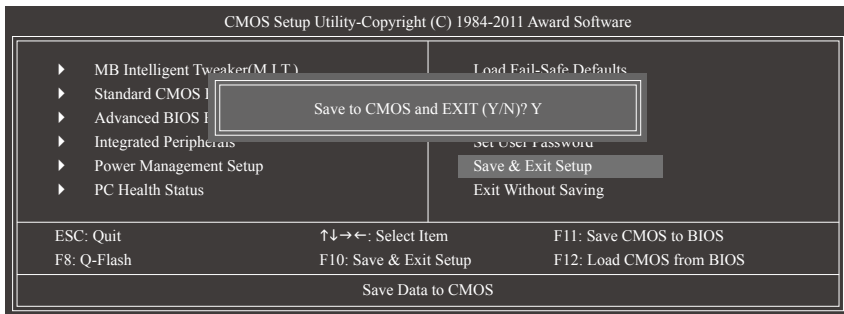 CMOS Setup Utility-Copyright (C) 1984-2011 Award Software
MB Intelligent Tweaker(M.I.T.)
Standard CMOS
Advanced BIOS
Integrated Peripherals
Power Management Setup
PC Health Status
Load Fail-Safe Defaults
Set User Password
Save & Exit Setup
Exit Without Saving
Save to CMOS and EXIT (Y/N)? Y
ESC: Quit
↑↓→←: Select Item
F11: Save CMOS to BIOS
F8: Q-Flash
F10: Save & Exit Setup
F12: Load CMOS from BIOS
Save Data to CMOS